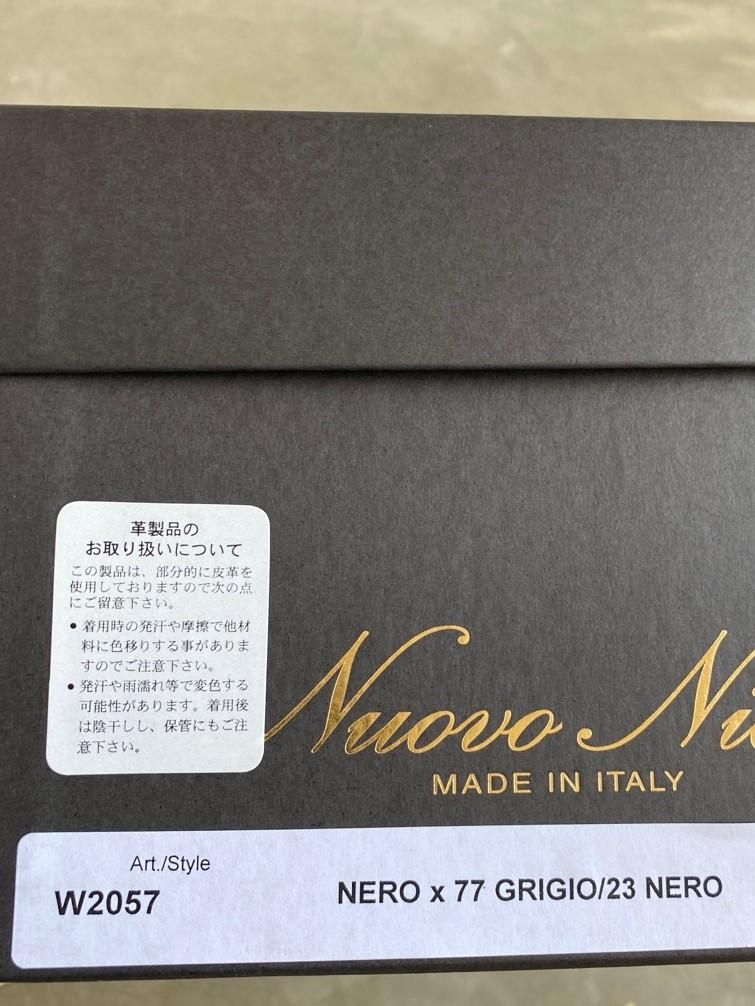 革製品の
お取り扱いについて
この製品は、部分的に皮革を
使用しておりますので次の点
にご留意下さい。
● 着用時の発汗や摩擦で他材
料に色移りする事がありま
すのでご注意下さい。
● 発汗や雨濡れ等で変色する
可能性があります。着用後
は陰干しし、保管にもご注
意下さい。
Nuovo Nu
MADE IN ITALY
Art./Style
W2057 NERO x 77 GRIGIO/23 NERO